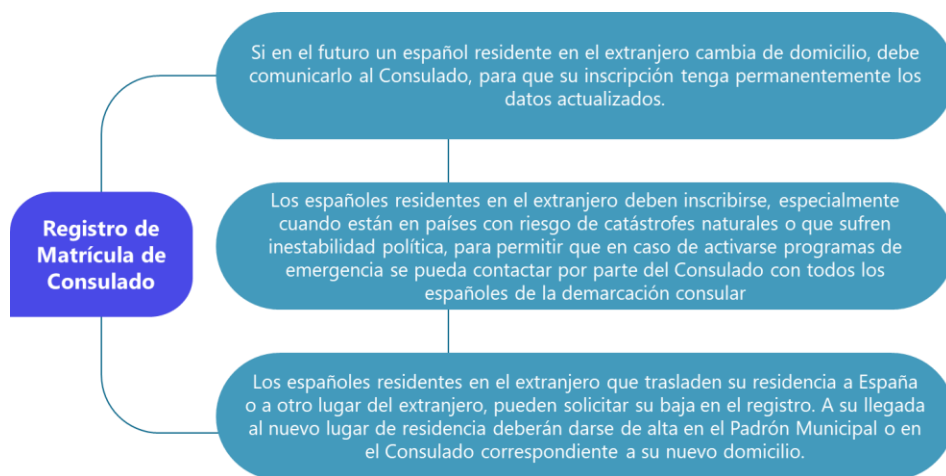 Si en el futuro un español residente en el extranjero cambia de domicilio, debe
comunicarlo al Consulado, para que su inscripción tenga permanentemente los
datos actualizados.
Registro de
Matrícula de
Consulado
Los españoles residentes en el extranjero deben inscribirse, especialmente
cuando están en países con riesgo de catástrofes naturales o que sufren
inestabilidad política, para permitir que en caso de activarse programas de
emergencia se pueda contactar por parte del Consulado con todos los
españoles de la demarcación consular
Los españoles residentes en el extranjero que trasladen su residencia a España
o a otro lugar del extranjero, pueden solicitar su baja en el registro. A su llegada
al nuevo lugar de residencia deberán darse de alta en el Padrón Municipal o en
el Consulado correspondiente a su nuevo domicilio.